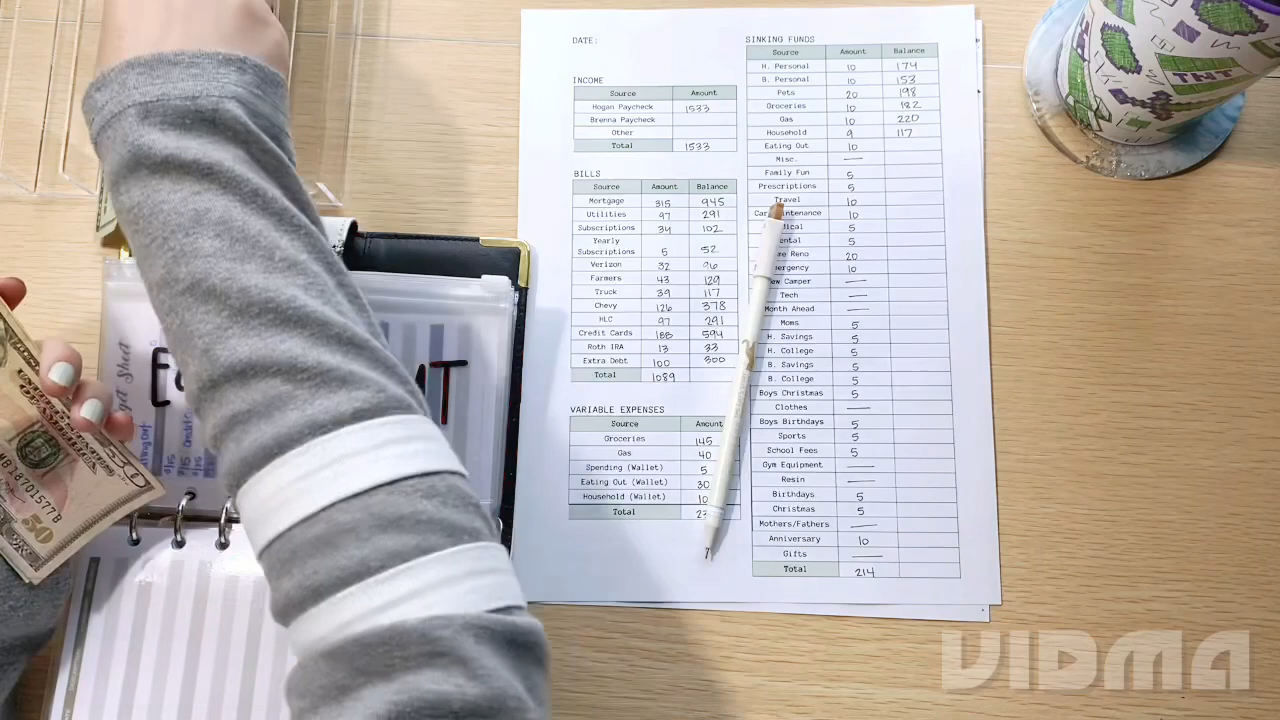 DATE:
INCOME
Source Amount
Hogan Paycheck 1533
Brenna Paycheck
Other
Total 1533
BILLS
Source Amount Balance
Mortgage 315 945
Utilities 97 291
Subscriptions 34 102
Yearly
Subscriptions 5 52
Verizon 32 96
Farmers 43 129
Truck 39 117
Chevy 126 378
HLC 97 291
Credit Cards 188 594
Roth IRA 13 33
Extra Debt 100 300
Total 1089
VARIABLE EXPENSES
Source
Groceries 145
Gas 40
Spending (Wallet) 5
Eating Out (Wallet) 30
Household (Wallet) 10
Total
SINKING FUNDS
Source Amount Balance
H. Personal 10 174
B. Personal 10 153
Pets 20 198
Groceries 10 182
Gas 10 220
Household 9 117
Eating Out 10
Misc. —
Family Fun 5
Prescriptions 5
Travel 10
10
5
5
20
10
—
Tech —
Month Ahead —
Moms 5
H. Savings 5
H. College 5
B. Savings 5
B. College 5
Boys Christmas 5
Clothes —
Boys Birthdays 5
Sports 5
School Fees 5
Gym Equipment —
Resin —
Birthdays 5
Christmas 5
Mothers/Fathers —
Anniversary 10
Gifts —
Total 214
TNT
50
VIDMA